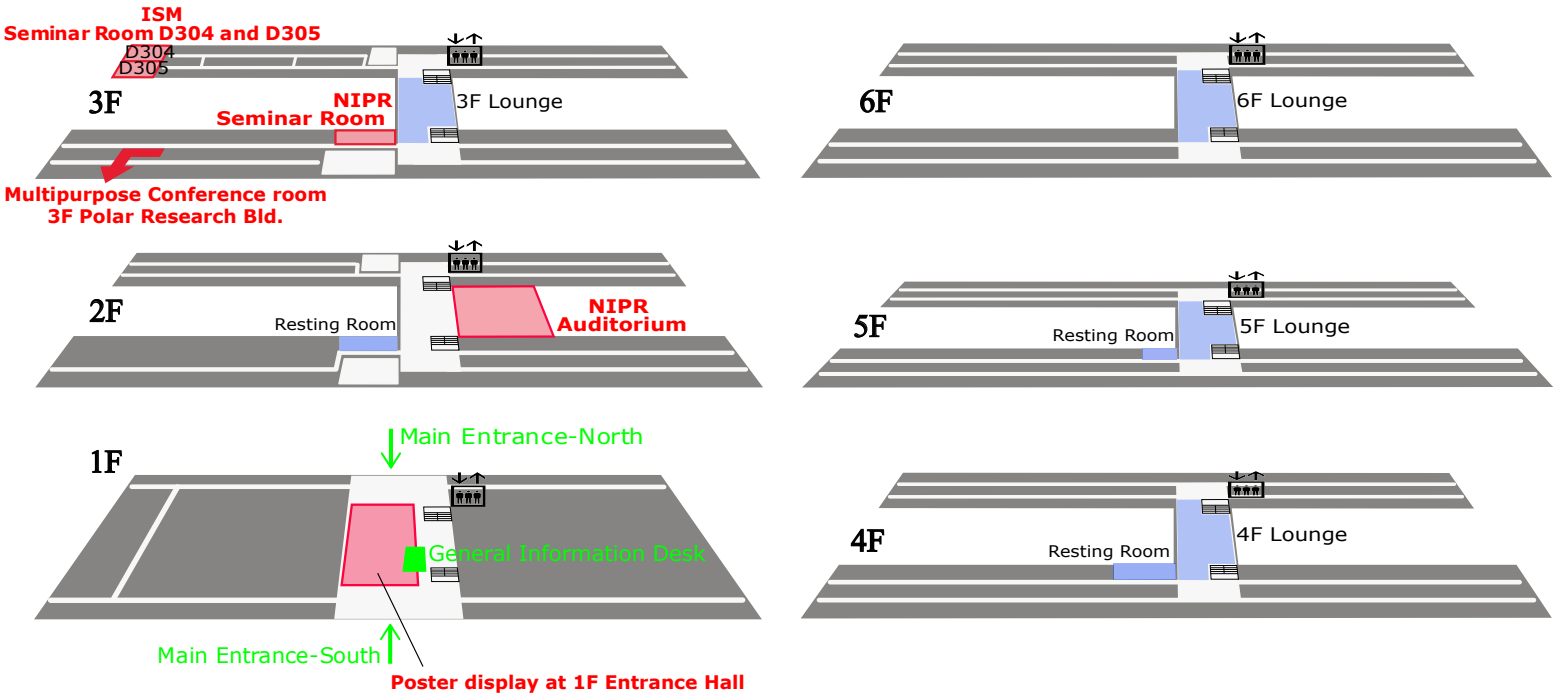 ISM
Seminar Room D304 and D305
D304
D305
3F
NIPR
Seminar Room
3F Lounge
Multipurpose Conference room
3F Polar Research Bld.
2F
Resting Room
NIPR
Auditorium
1F
Main Entrance-North
General Information Desk
Main Entrance-South
Poster display at 1F Entrance Hall
6F
6F Lounge
5F
Resting Room
5F Lounge
4F
Resting Room
4F Lounge